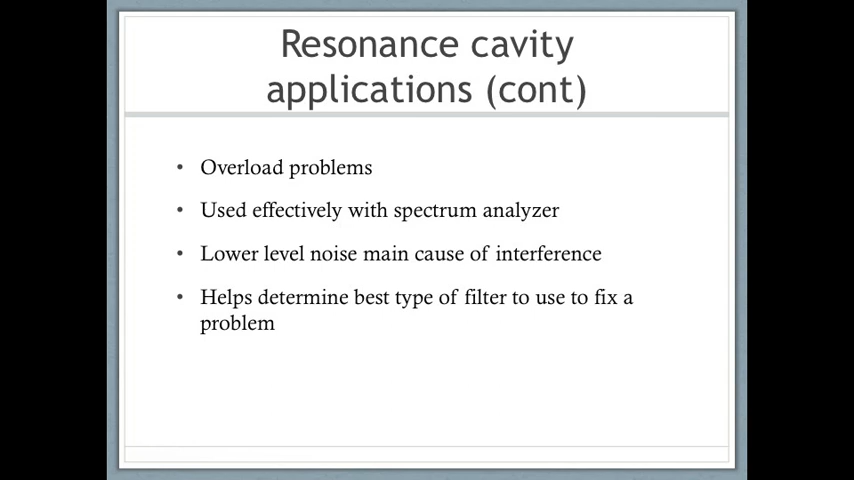 Resonance cavity
applications (cont)
• Overload problems
• Used effectively with spectrum analyzer
• Lower level noise main cause of interference
• Helps determine best type of filter to use to fix a
problem